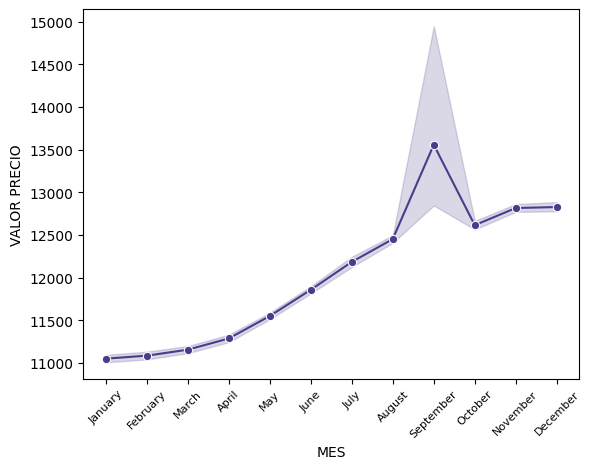 15000
14500
14000
13500
13000
12500
12000
11500
11000
VALOR PRECIO
January
February
March
April
May
June
July
August
September
October
November
December
MES